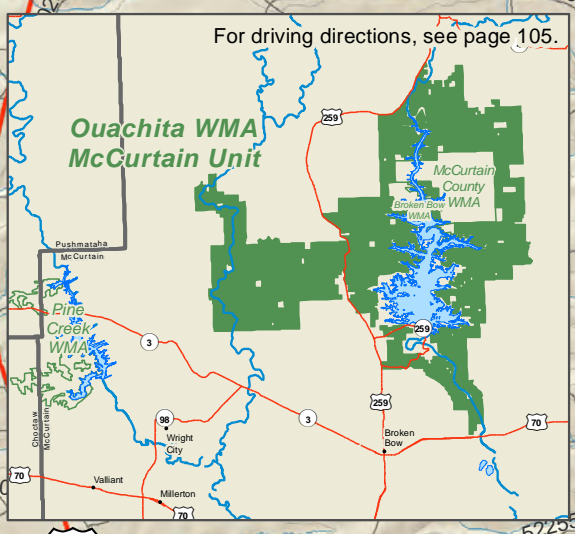 For driving directions, see page 105.
259
Ouachita WMA
McCurtain Unit
McCurtain
County
WMA
Broken Bow
WMA
Pushmataha
McCurtain
Pine
Creek
WMA
3
259
Choctaw
McCurtain
98
Wright
City
3
259
Broken
Bow
70
70
Valliant
Millerton
70